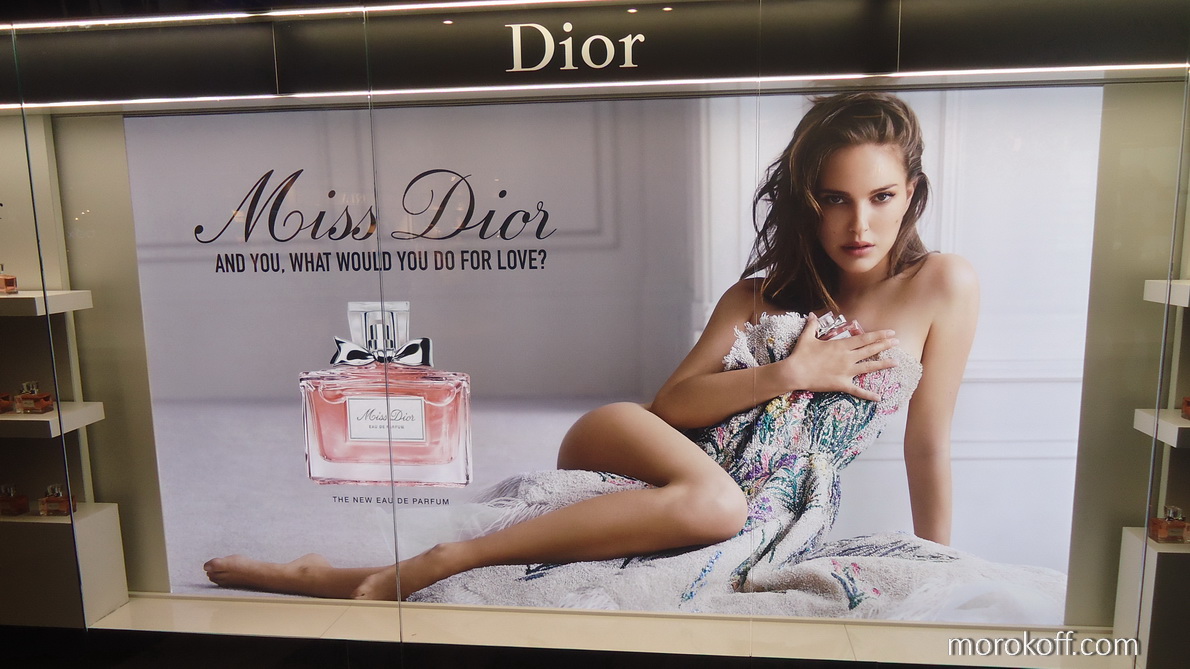 Dior
Miss Dior
AND YOU, WHAT WOULD YOU DO FOR LOVE?
Miss Dior
EAU DE PARFUM
THE NEW EAU DE PARFUM
morokoff.com